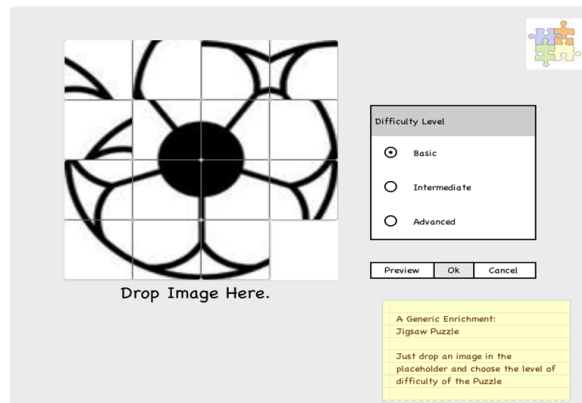 Difficulty Level
Basic
Intermediate
Advanced
Preview Ok Cancel
Drop Image Here.
A Generic Enrichment:
Jigsaw Puzzle
Just drop an image in the
placeholder and choose the level of
difficulty of the Puzzle